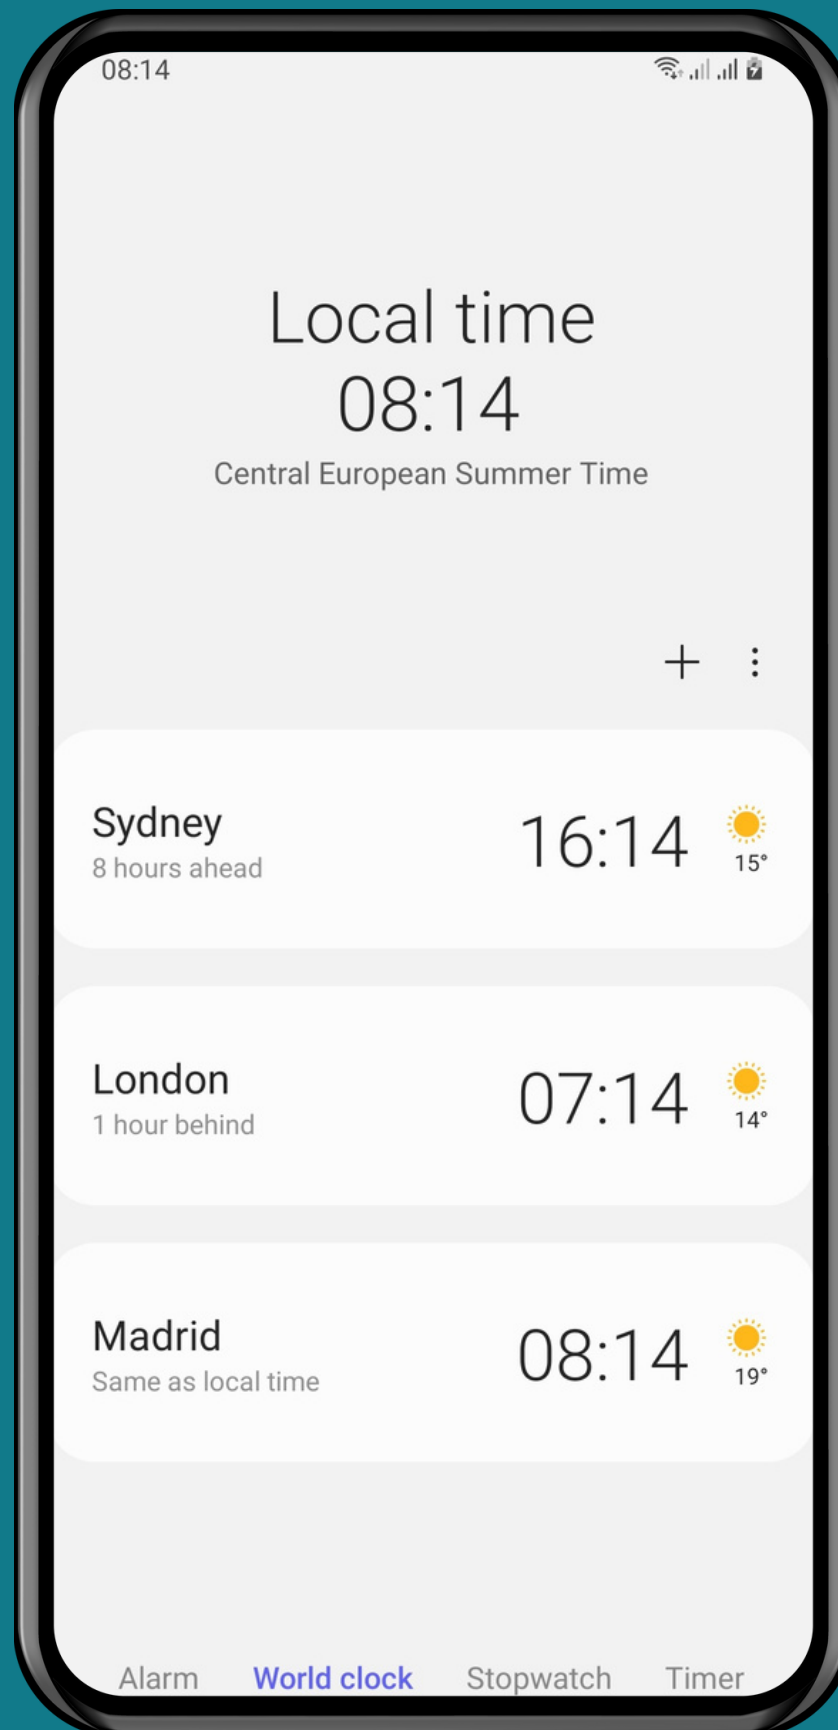 08:14
Local time
08:14
Central European Summer Time
Sydney
8 hours ahead
16:14
15°
London
1 hour behind
07:14
14°
Madrid
Same as local time
08:14
19°
Alarm World clock Stopwatch Timer